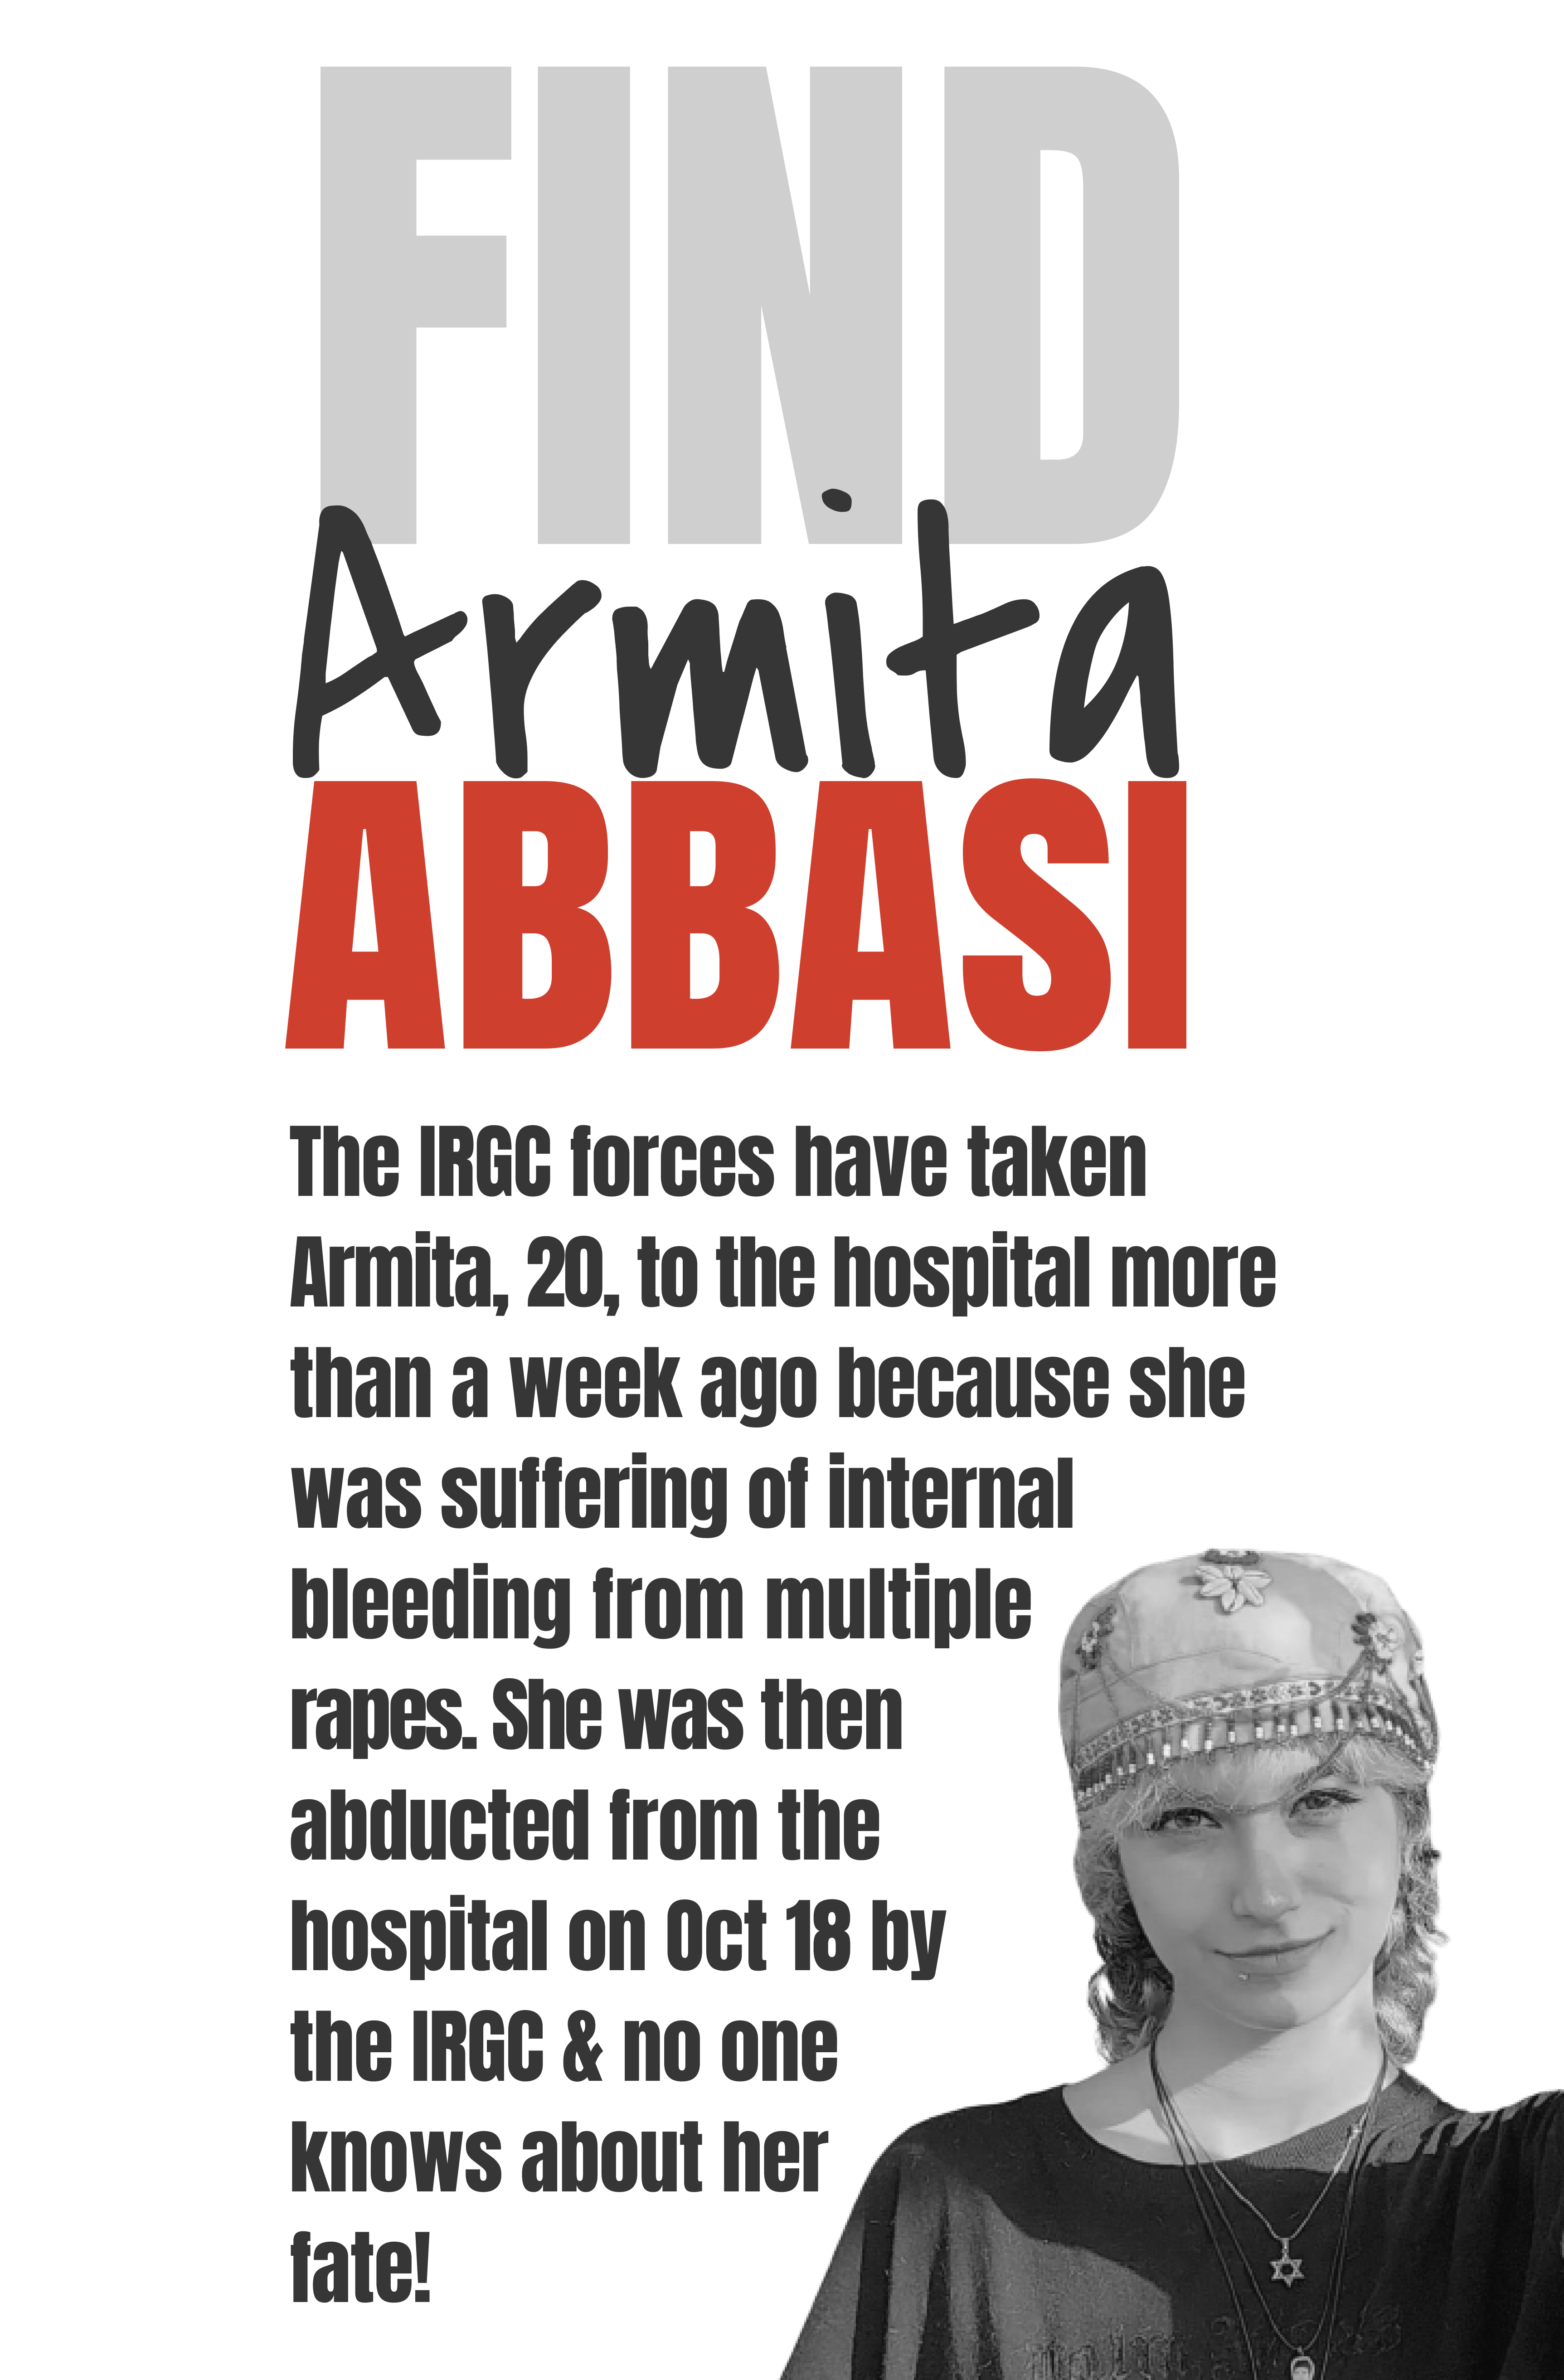 FIND
Armita
ABBASI
The IRGC forces have taken
Armita, 20, to the hospital more
than a week ago because she
was suffering of internal
bleeding from multiple
rapes. She was then
abducted from the
hospital on Oct 18 by
the IRGC & no one
knows about her
fate!